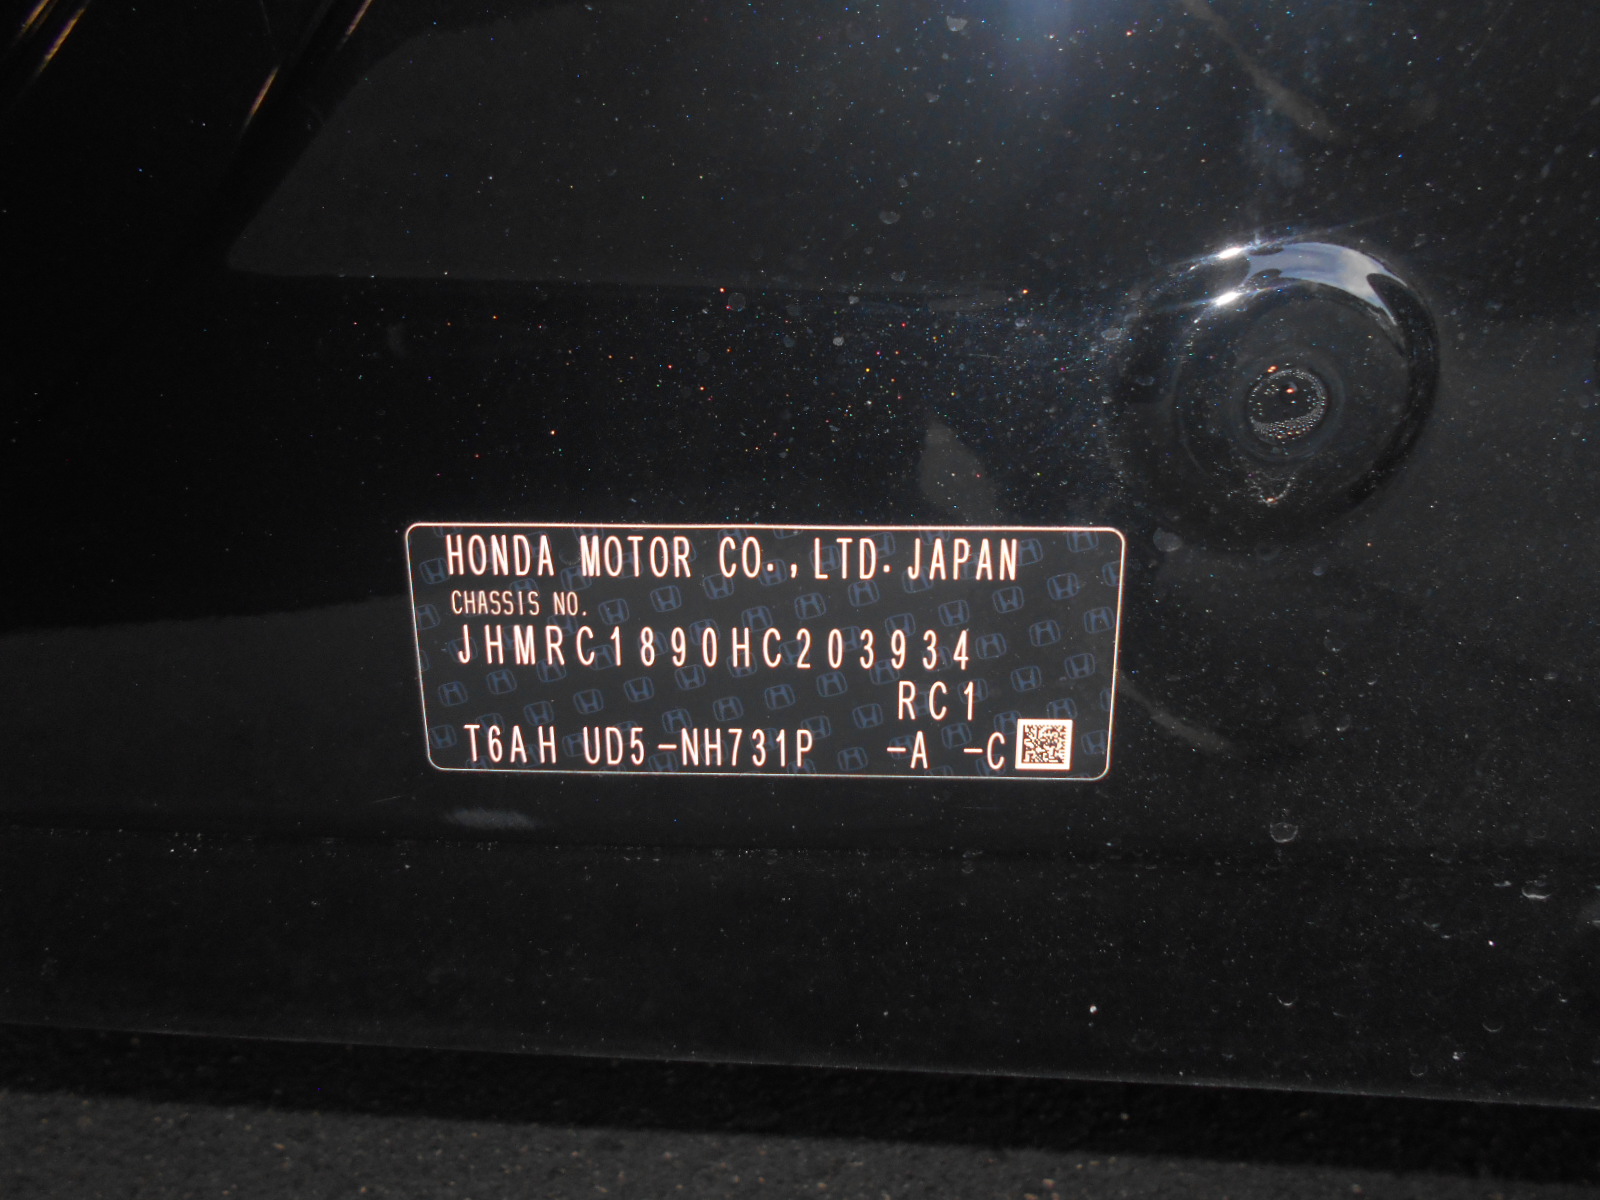 HONDA MOTOR CO.,LTD.JAPAN
CHASSIS NO.
JHMRC1890HC203934
RC1
T6AH UD5-NH731P -A -C